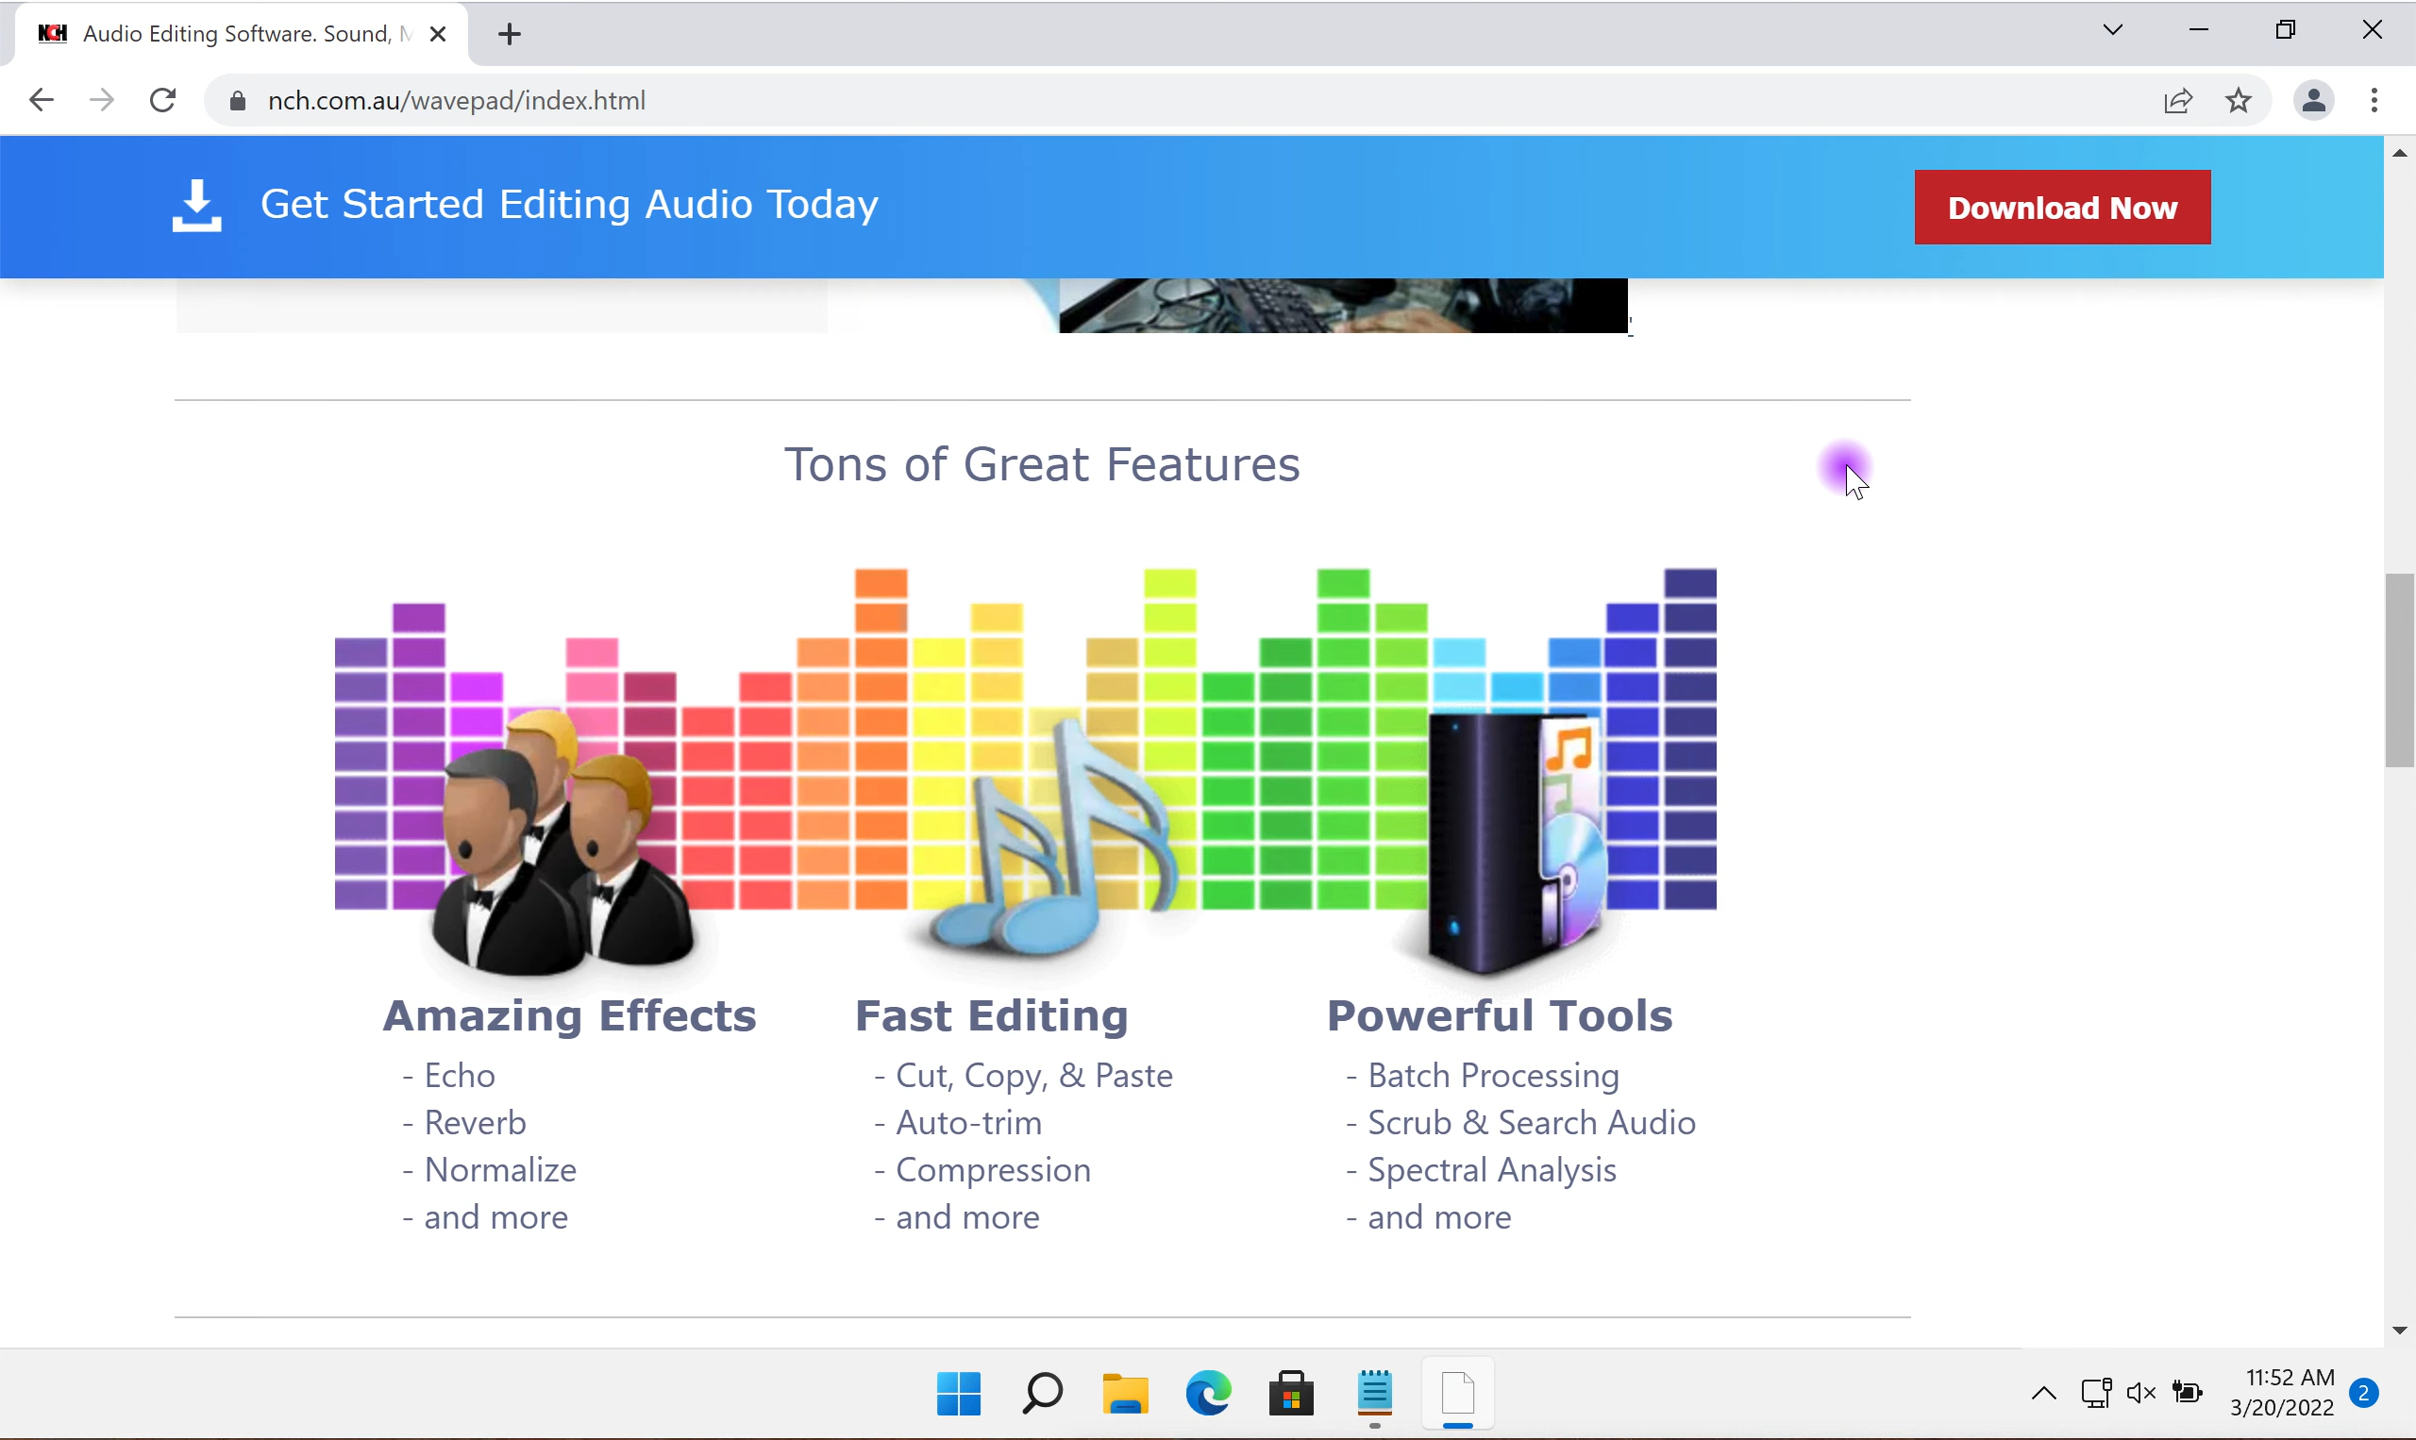 NCH Audio Editing Software. Sound, M
nch.com.au/wavepad/index.html
Get Started Editing Audio Today
Download Now
Tons of Great Features
Amazing Effects
- Echo
- Reverb
- Normalize
- and more
Fast Editing
- Cut, Copy, & Paste
- Auto-trim
- Compression
- and more
Powerful Tools
- Batch Processing
- Scrub & Search Audio
- Spectral Analysis
- and more
11:52 AM
3/20/2022
2